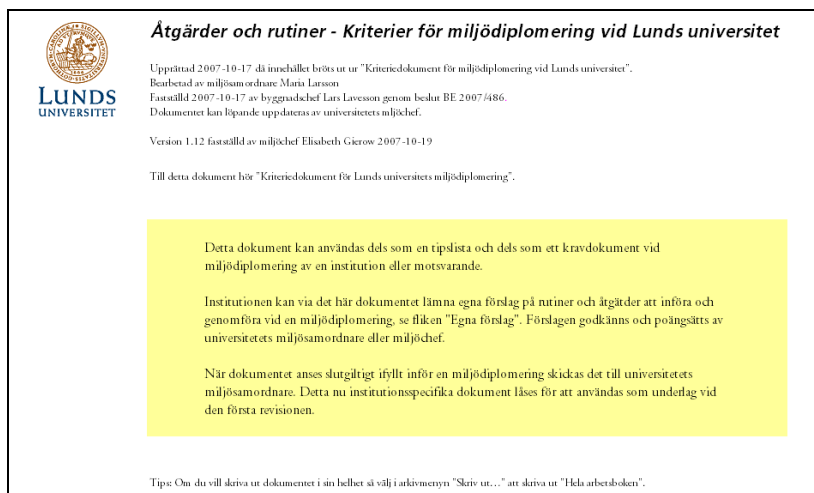 Åtgärder och rutiner - Kriterier för miljödiplomering vid Lunds universitet
Upprättad 2007-10-17 då innehållet bröts ut ur "Kriteriedokument för miljödiplomering vid Lunds universitet".
Bearbetad av miljösamordnare Maria Larsson
Fastställd 2007-10-17 av byggnadschef Lars Lavesson genom beslut BE 2007/486.
Dokumentet kan löpande uppdateras av universitetets mljöchef.
LUNDS
UNIVERSITET
Version 1.12 fastställd av miljöchef Elisabeth Gierow 2007-10-19
Till detta dokument hör "Kriteriedokument för Lunds universitets miljödiplomering".
Detta dokument kan användas dels som en tipslista och dels som ett kravdokument vid
miljödiplomering av en institution eller motsvarande.
Institutionen kan via det här dokumentet lämna egna förslag på rutiner och åtgätder att införa och
genomföra vid en miljödiplomering, se fliken "Egna förslag". Förslagen godkänns och poängsätts av
universitetets miljösamordnare eller miljöchef.
När dokumentet anses slutgiltigt ifyllt inför en miljödiplomering skickas det till universitetets
miljösamordnare. Detta nu institutionsspecifika dokument låses för att användas som underlag vid
den första revisionen.
Tips: Om du vill skriva ut dokumentet i sin helhet så välj i arkivmenyn "Skriv ut..." att skriva ut "Hela arbetsboken".